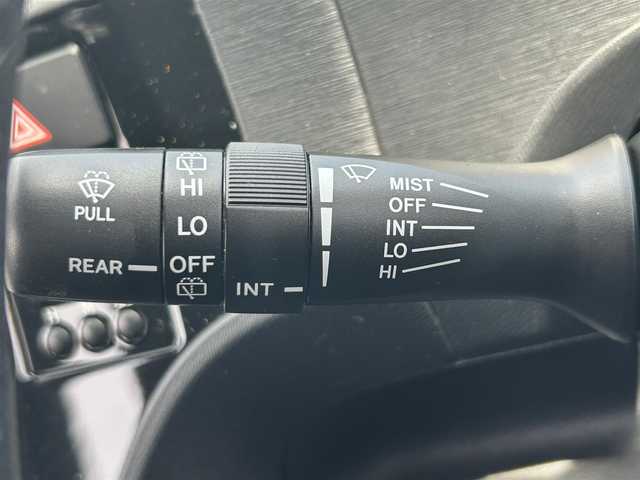 PULL
REAR
HI
LO
OFF
INT
MIST
OFF
INT
LO
HI